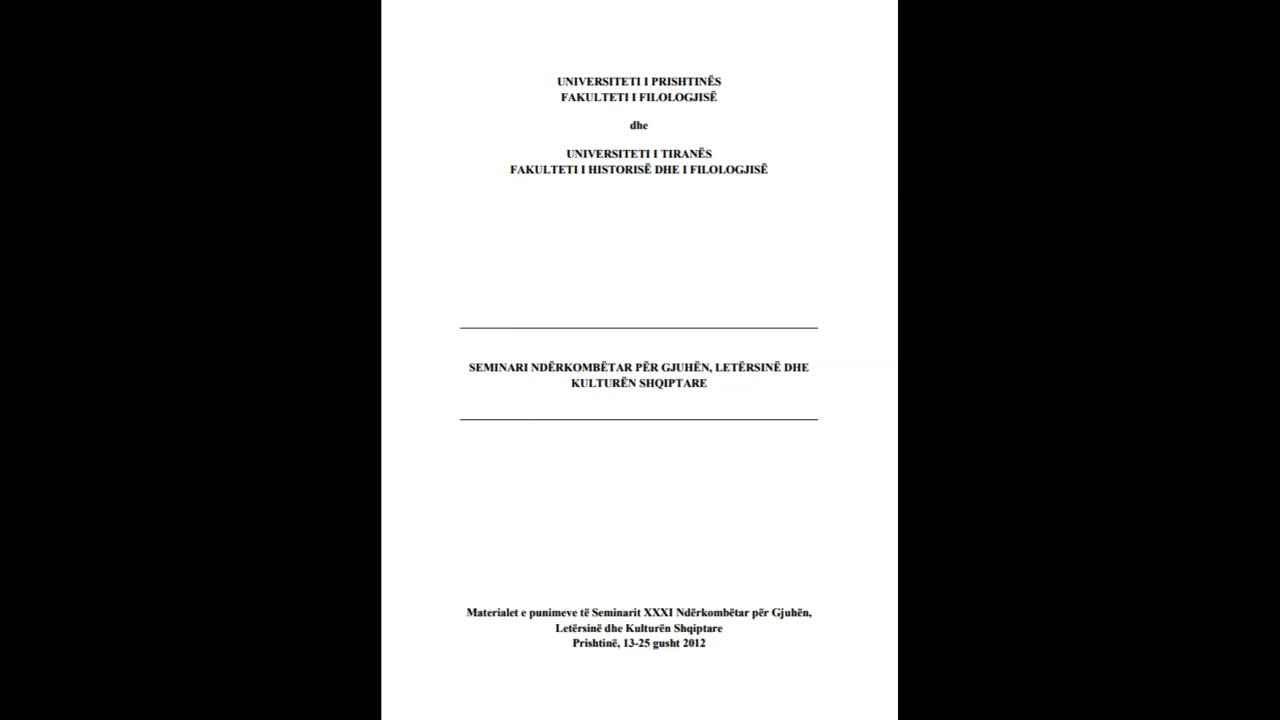 UNIVERSITETI I PRISHTINËS
FAKULTETI I FILOLOGJISË
dhe
UNIVERSITETI I TIRANËS
FAKULTETI I HISTORISË DHE I FILOLOGJISË
SEMINARI NDËRKOMBËTAR PËR GJUHËN, LETËRSINË DHE
KULTURËN SHQIPTARE
Materialet e punimeve të Seminarit XXXI Ndërkombëtar për Gjuhën,
Letërsinë dhe Kulturën Shqiptare
Prishtinë, 13-25 gusht 2012